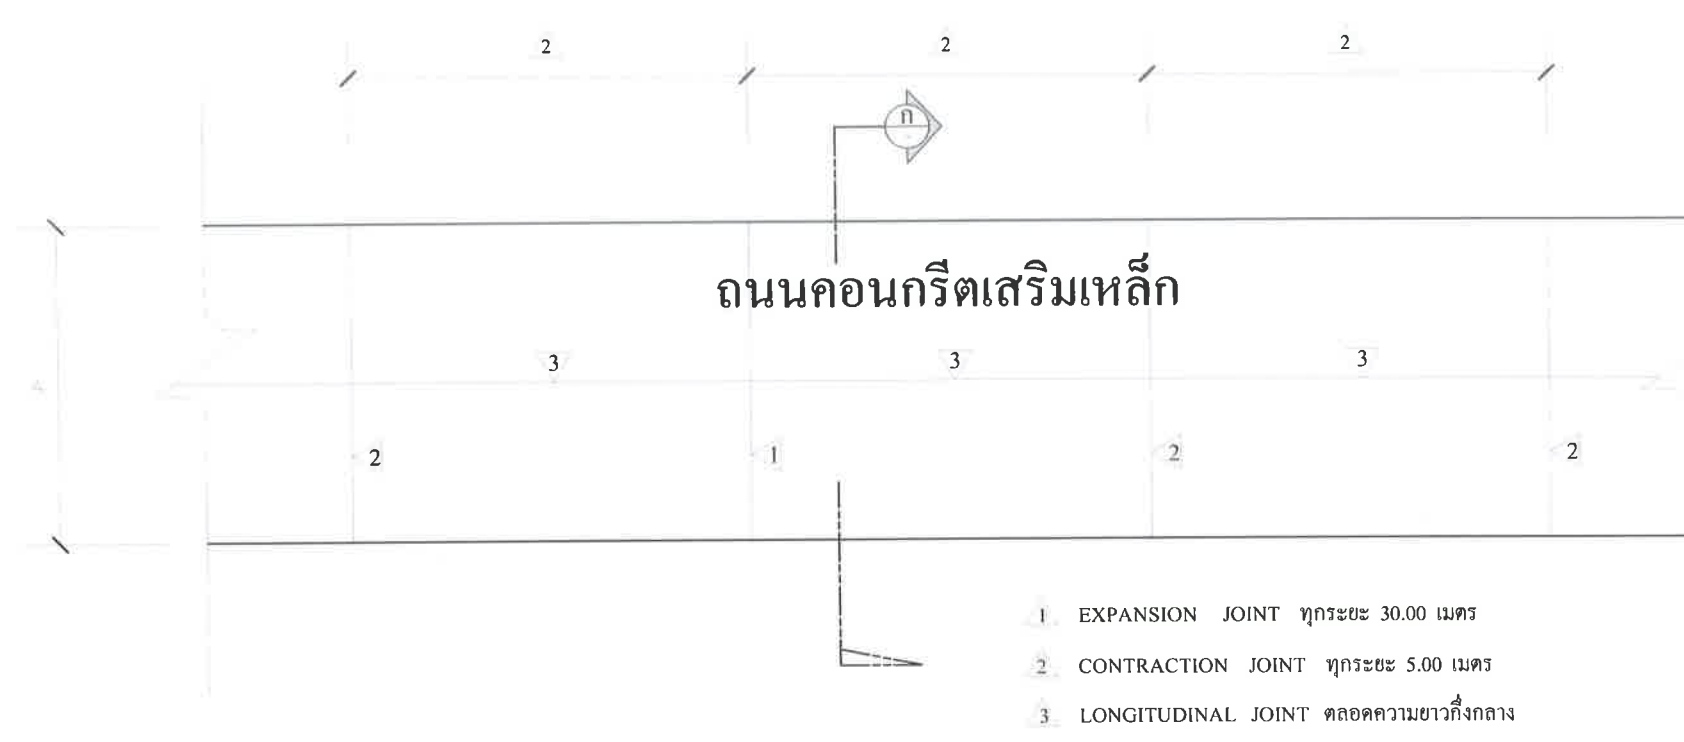 2 2 2
ก
ถนนคอนกรีตเสริมเหล็ก
3 3 3
4
2 1 2 2
1 EXPANSION JOINT ทุกระยะ 30.00 เมตร
2 CONTRACTION JOINT ทุกระยะ 5.00 เมตร
3 LONGITUDINAL JOINT ตลอดความยาวกึ่งกลาง